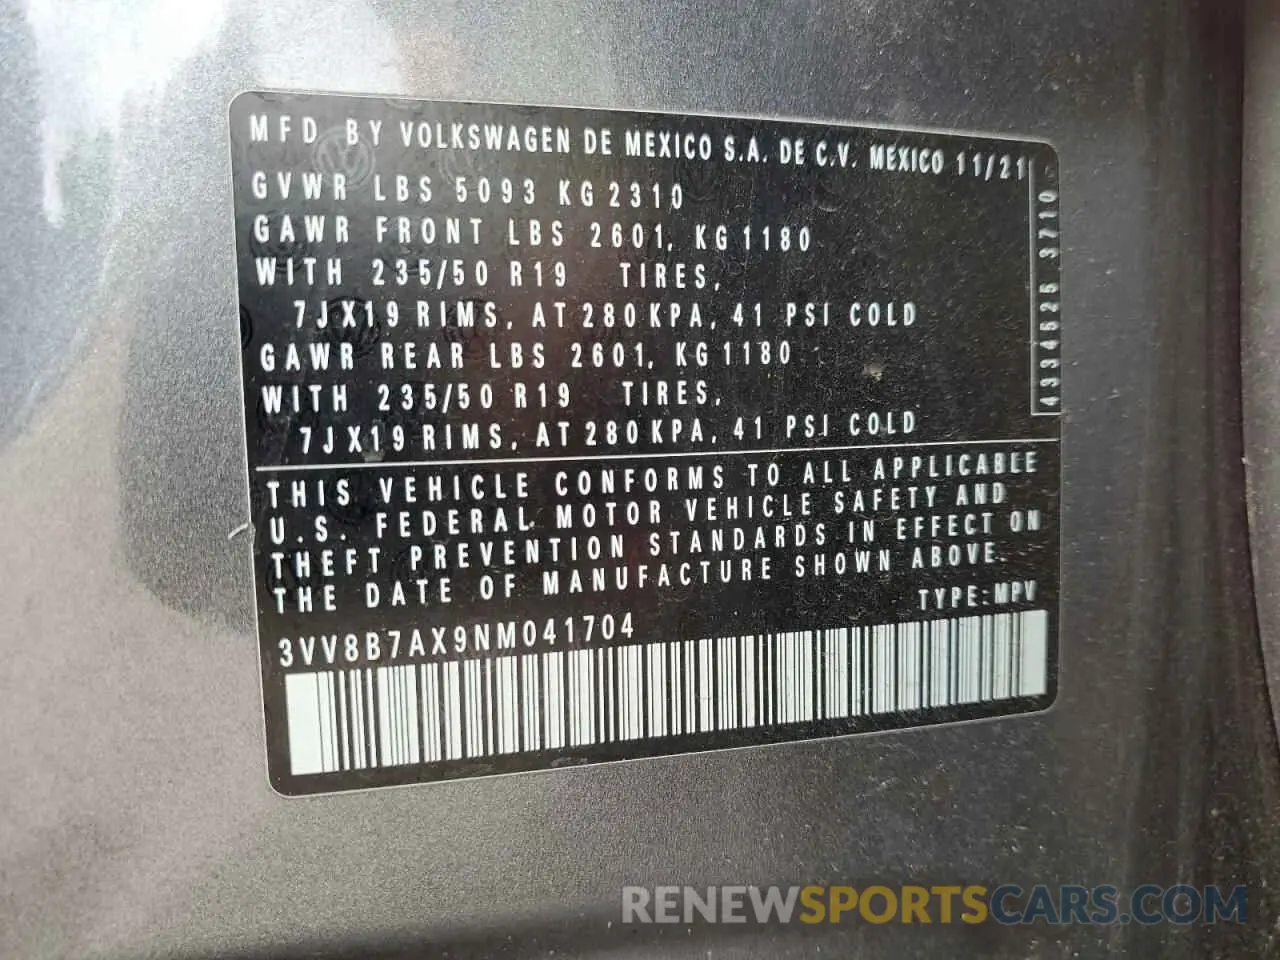 MFD BY VOLKSWAGEN DE MEXICO S.A. DE C.V. MEXICO 11/21
GVWR LBS 5093 KG 2310
GAWR FRONT LBS 2601, KG 1180
WITH 235/50 R19 TIRES,
7JX19 RIMS, AT 280 KPA, 41 PSI COLD
GAWR REAR LBS 2601, KG 1180
WITH 235/50 R19 TIRES,
7JX19 RIMS, AT 280 KPA, 41 PSI COLD
4334525 3710
THIS VEHICLE CONFORMS TO ALL APPLICABLE
U.S. FEDERAL MOTOR VEHICLE SAFETY AND
THEFT PREVENTION STANDARDS IN EFFECT ON
THE DATE OF MANUFACTURE SHOWN ABOVE.
TYPE: MPV
3VV8B7AX9NM041704
RENEWSPORTSCARS.COM